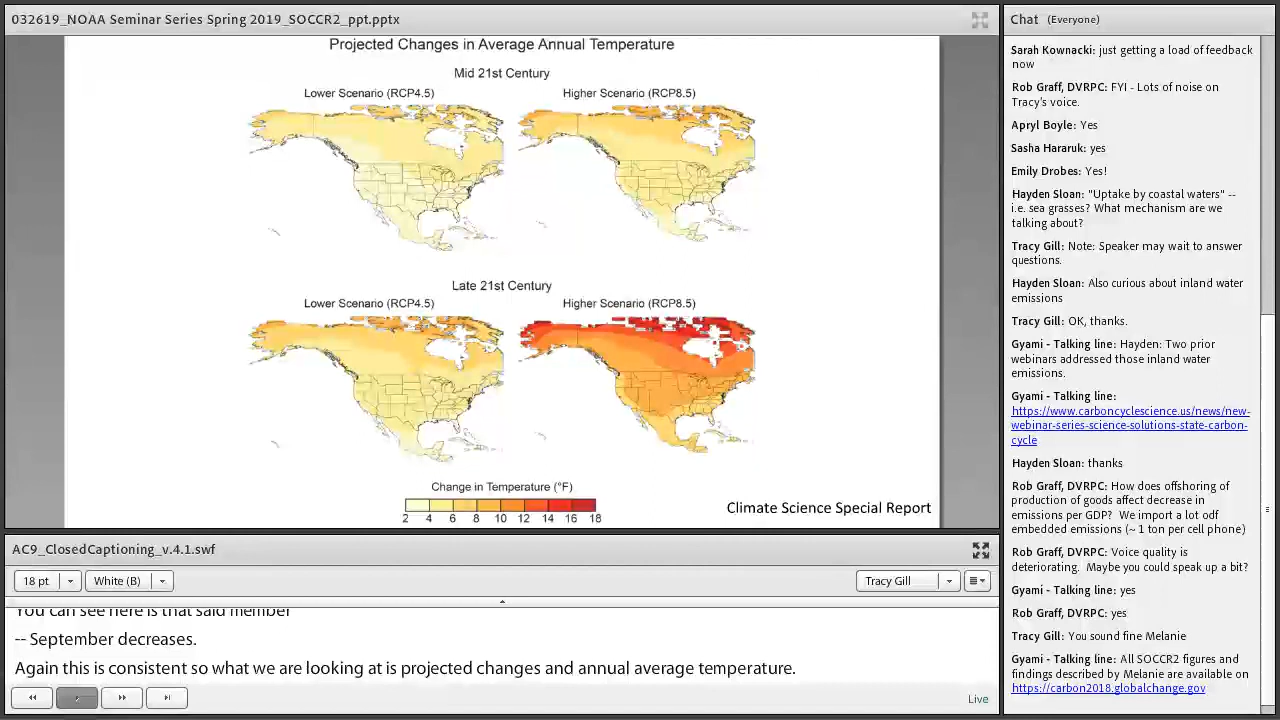 032619_NOAA Seminar Series Spring 2019_SOCCR2_ppt.pptx
Projected Changes in Average Annual Temperature
Mid 21st Century
Lower Scenario (RCP4.5)
Higher Scenario (RCP8.5)
Late 21st Century
Lower Scenario (RCP4.5)
Higher Scenario (RCP8.5)
Change in Temperature (°F)
2 4 6 8 10 12 14 16 18
Climate Science Special Report
AC9_ClosedCaptioning_v.4.1.swf
18 pt
White (B)
Tracy Gill
You can see here is that said member
-- September decreases.
Again this is consistent so what we are looking at is projected changes and annual average temperature.
Live
Chat (Everyone)
Sarah Kownacki: just getting a load of feedback
now
Rob Graff, DVRPC: FYI - Lots of noise on
Tracy's voice.
Apryl Boyle: Yes
Sasha Hararuk: yes
Emily Drobes: Yes!
Hayden Sloan: "Uptake by coastal waters" --
i.e. sea grasses? What mechanism are we
talking about?
Tracy Gill: Note: Speaker may wait to answer
questions.
Hayden Sloan: Also curious about inland water
emissions
Tracy Gill: OK, thanks.
Gyami - Talking line: Hayden: Two prior
webinars addressed those inland water
emissions.
Gyami - Talking line:
https://www.carboncyclescience.us/news/new-
webinar-series-science-solutions-state-carbon-
cycle
Hayden Sloan: thanks
Rob Graff, DVRPC: How does offshoring of
production of goods affect decrease in
emissions per GDP? We import a lot odf
embedded emissions (~ 1 ton per cell phone)
Rob Graff, DVRPC: Voice quality is
deteriorating. Maybe you could speak up a bit?
Gyami - Talking line: yes
Rob Graff, DVRPC: yes
Tracy Gill: You sound fine Melanie
Gyami - Talking line: All SOCCR2 figures and
findings described by Melanie are available on
https://carbon2018.globalchange.gov